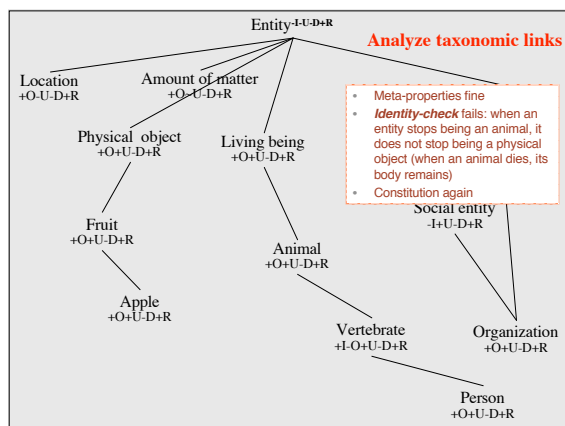 Entity-I-U-D+R
Analyze taxonomic links
Location
+O-U-D+R
Amount of matter
+O-U-D+R
• Meta-properties fine
• Identity-check fails: when an
entity stops being an animal, it
does not stop being a physical
object (when an animal dies, its
body remains)
• Constitution again
Physical object
+O+U-D+R
Living being
+O+U-D+R
Social entity
-I+U-D+R
Fruit
+O+U-D+R
Animal
+O+U-D+R
Apple
+O+U-D+R
Vertebrate
+I-O+U-D+R
Organization
+O+U-D+R
Person
+O+U-D+R